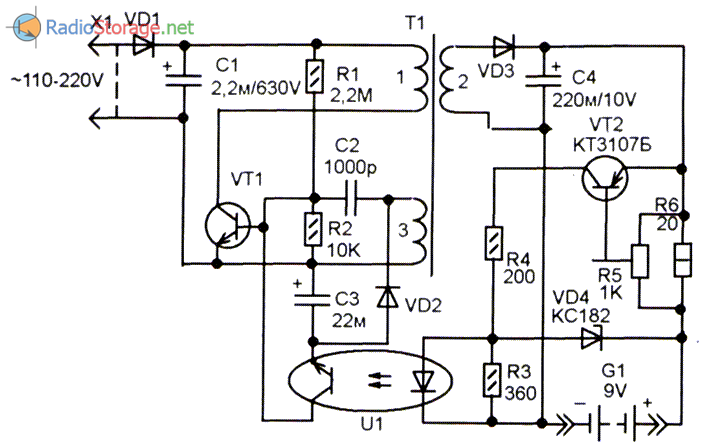 RadioStorage.net
X1
VD1
~110-220V
+
C1
2,2м/630V
R1
2,2M
T1
1
2
3
VD3
+
C4
220м/10V
VT2
КТ3107Б
C2
1000p
VT1
R2
10K
R4
200
R5
1K
R6
20
+
C3
22м
VD2
VD4
КС182
R3
360
G1
9V
−
+
U1